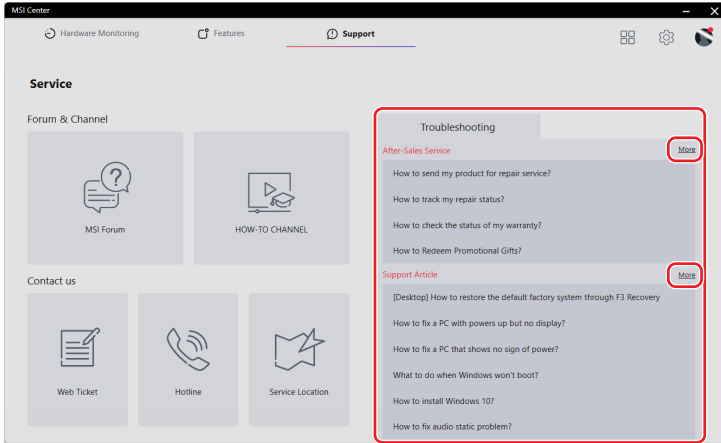 MSI Center
Hardware Monitoring
Features
Support
Service
Forum & Channel
MSI Forum
HOW-TO CHANNEL
Contact us
Web Ticket
Hotline
Service Location
Troubleshooting
After-Sales Service
More
How to send my product for repair service?
How to track my repair status?
How to check the status of my warranty?
How to Redeem Promotional Gifts?
Support Article
More
[Desktop] How to restore the default factory system through F3 Recovery
How to fix a PC with powers up but no display?
How to fix a PC that shows no sign of power?
What to do when Windows won't boot?
How to install Windows 10?
How to fix audio static problem?